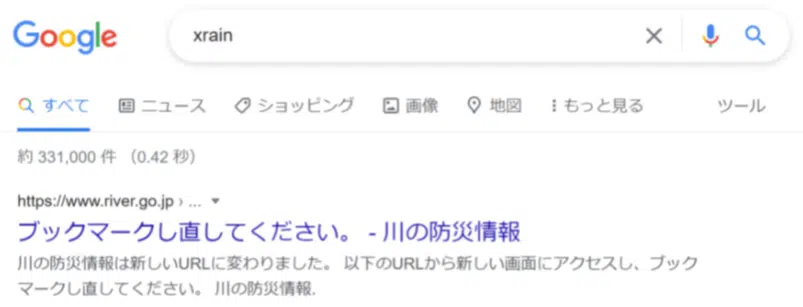 Google
xrain
すべて ニュース ショッピング 画像 地図 もっと見る ツール
約 331,000 件 (0.42 秒)
https://www.river.go.jp › ...
ブックマークし直してください。 - 川の防災情報
川の防災情報は新しいURLに変わりました。 以下のURLから新しい画面にアクセスし、ブック
マークし直してください。 川の防災情報.